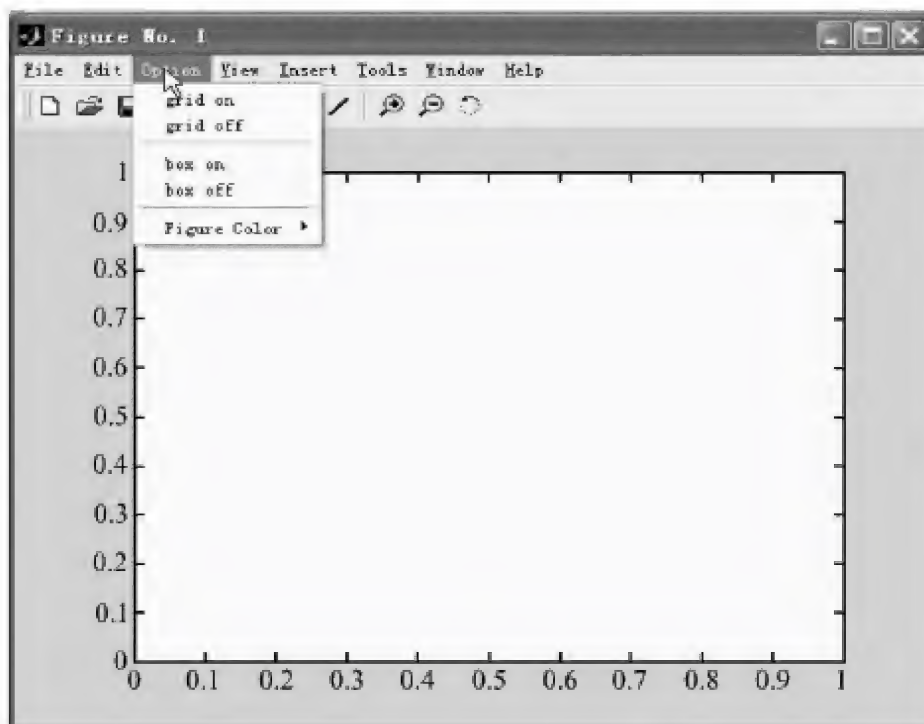 Figure No. 1
File Edit Option View Insert Tools Window Help
grid on
grid off
box on
box off
Figure Color
1
0.9
0.8
0.7
0.6
0.5
0.4
0.3
0.2
0.1
0
0 0.1 0.2 0.3 0.4 0.5 0.6 0.7 0.8 0.9 1